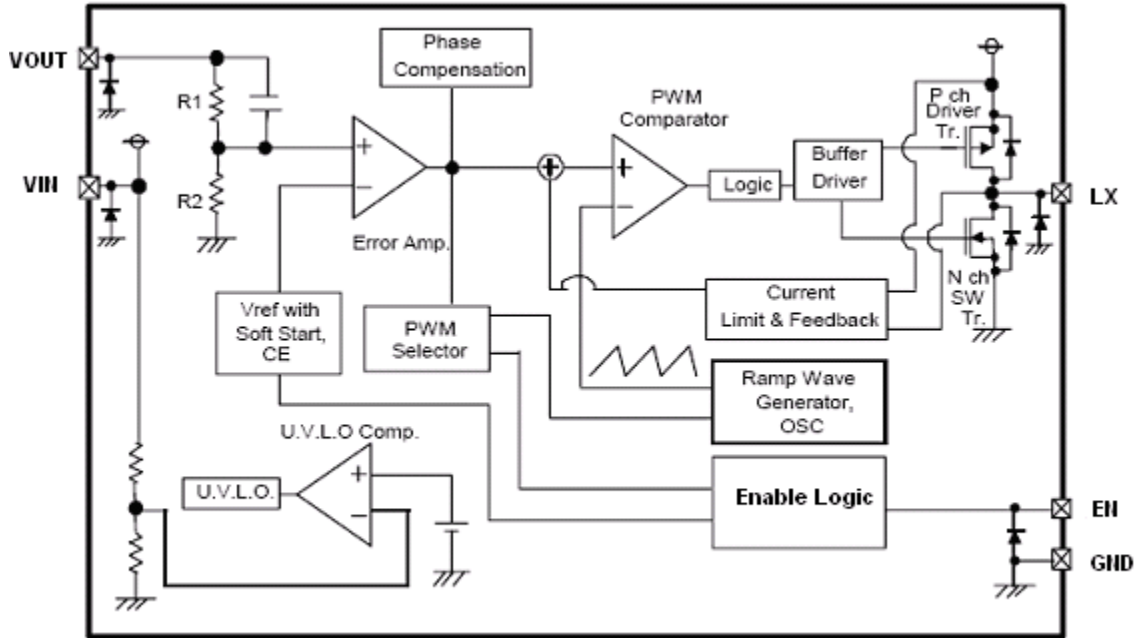 VOUT
Phase
Compensation
R1
PWM
Comparator
P ch
Driver
Tr.
+
−
+
+
−
Buffer
Driver
Logic
VIN
R2
LX
Error Amp.
N ch
SW
Tr.
Vref with
Soft Start,
CE
PWM
Selector
Current
Limit & Feedback
Ramp Wave
Generator,
OSC
U.V.L.O Comp.
+
−
U.V.L.O.
Enable Logic
EN
GND